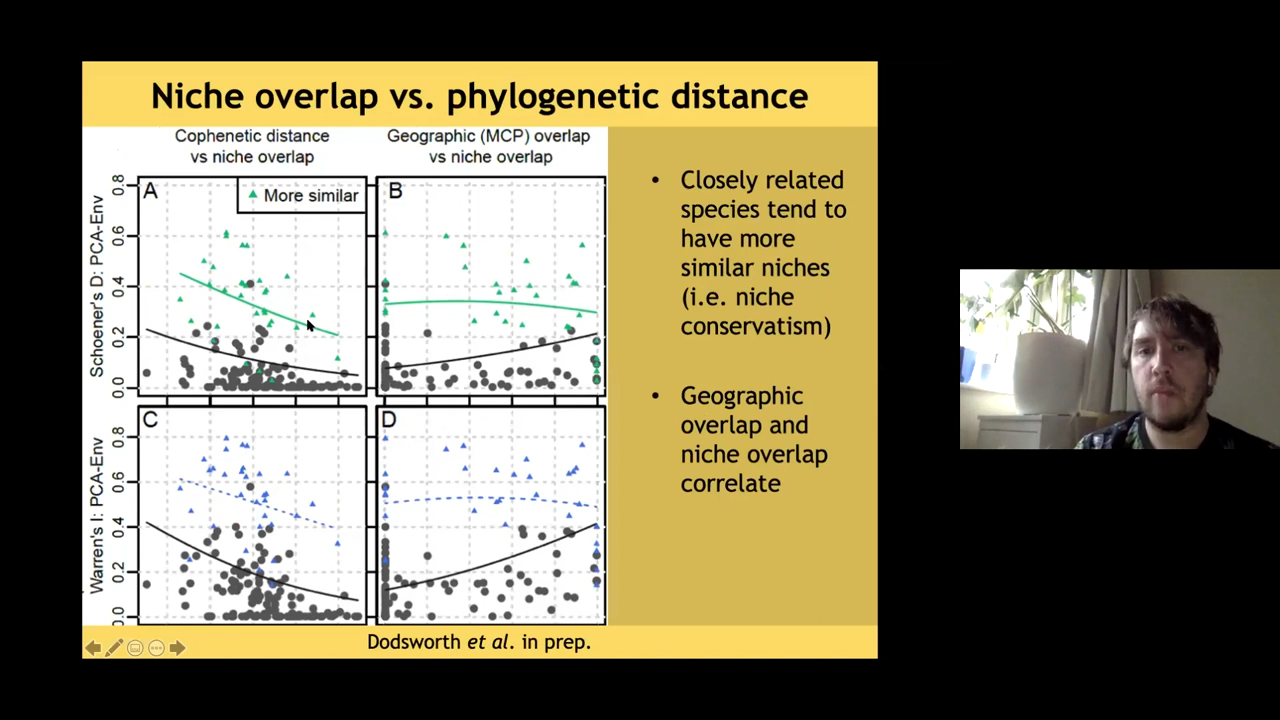 Niche overlap vs. phylogenetic distance
Cophenetic distance
vs niche overlap
Geographic (MCP) overlap
vs niche overlap
Schoener's D: PCA-Env
0.8
0.6
0.4
0.2
0.0
A
More similar
B
Warren's I: PCA-Env
0.8
0.6
0.4
0.2
0.0
C
D
• Closely related
species tend to
have more
similar niches
(i.e. niche
conservatism)
• Geographic
overlap and
niche overlap
correlate
Dodsworth et al. in prep.